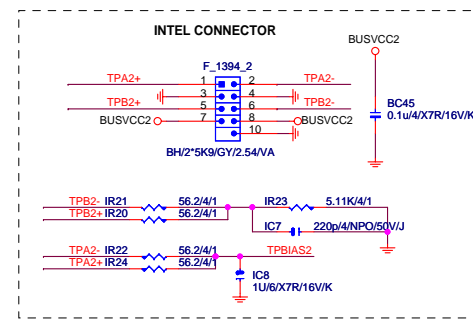 INTEL CONNECTOR
BUSVCC2
F_1394_2
TPA2+ 1 2 TPA2-
3 4
TPB2+ 5 6 TPB2-
BUSVCC2 7 8 BUSVCC2
10
BH/2*5K9/GY/2.54/VA
BC45
0.1u/4/X7R/16V/K
TPB2- IR21 56.2/4/1 IR23 5.11K/4/1
TPB2+ IR20 56.2/4/1
IC7 220p/4/NPO/50V/J
TPA2- IR22 56.2/4/1 TPBIAS2
TPA2+ IR24 56.2/4/1
IC8
1U/6/X7R/16V/K